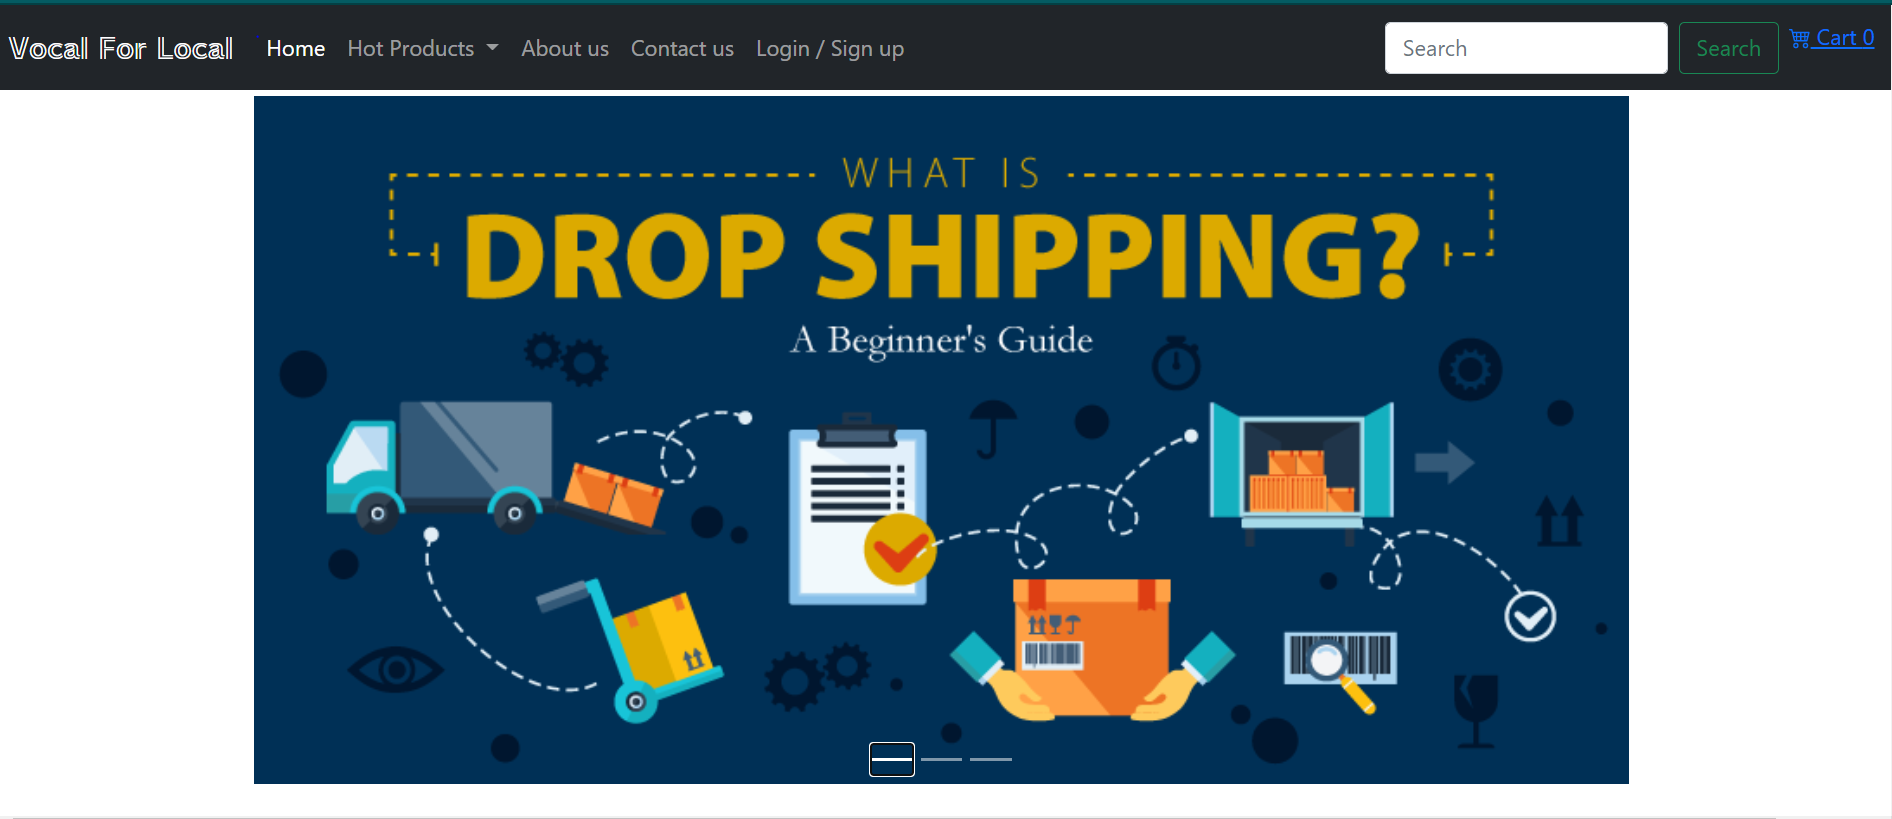 Vocal For Local Home Hot Products About us Contact us Login / Sign up Search Search Cart 0
WHAT IS
DROP SHIPPING?
A Beginner's Guide